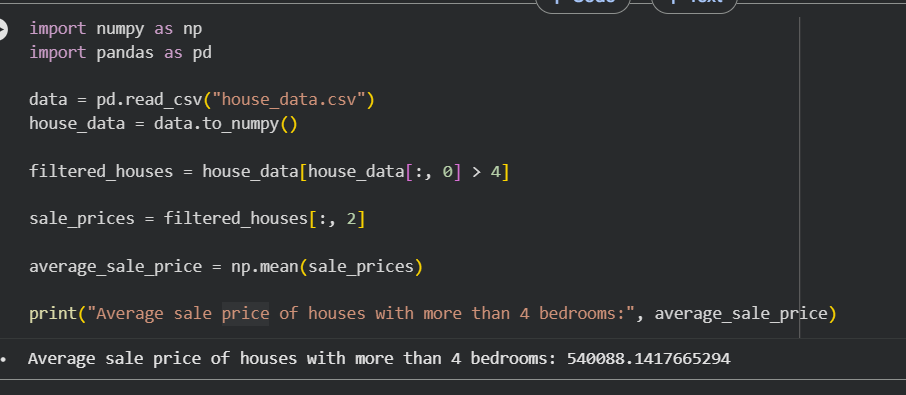 Code Text
import numpy as np
import pandas as pd
data = pd.read_csv("house_data.csv")
house_data = data.to_numpy()
filtered_houses = house_data[house_data[:, 0] > 4]
sale_prices = filtered_houses[:, 2]
average_sale_price = np.mean(sale_prices)
print("Average sale price of houses with more than 4 bedrooms:", average_sale_price)
Average sale price of houses with more than 4 bedrooms: 540088.1417665294